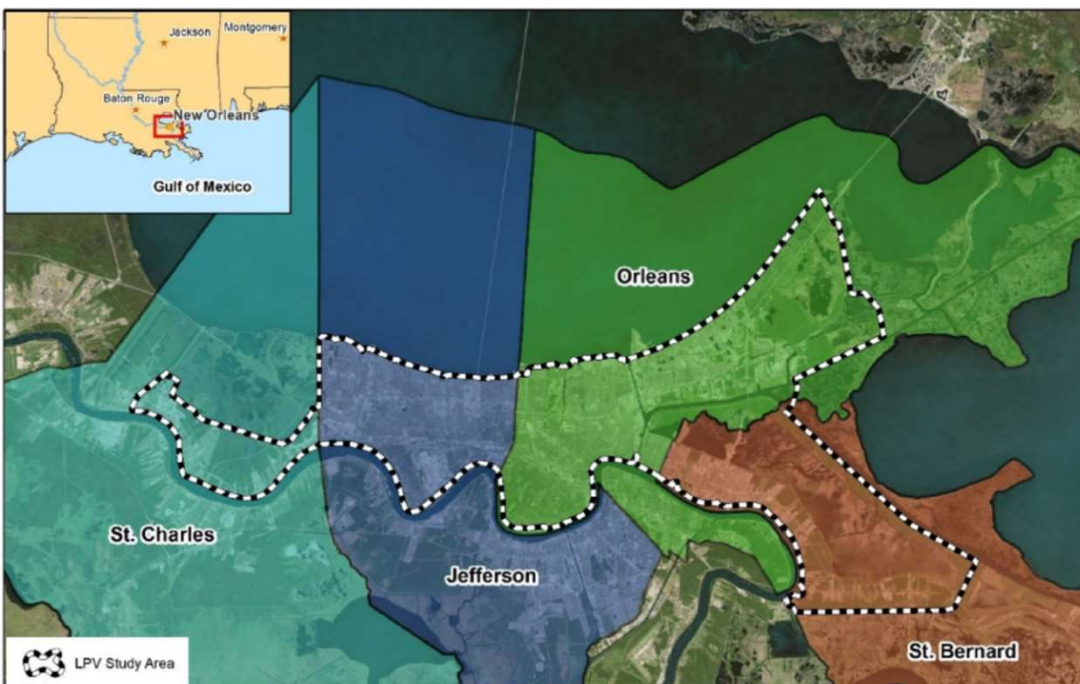 Jackson
Montgomery
Baton Rouge
New Orleans
Gulf of Mexico
Orleans
St. Charles
Jefferson
St. Bernard
LPV Study Area